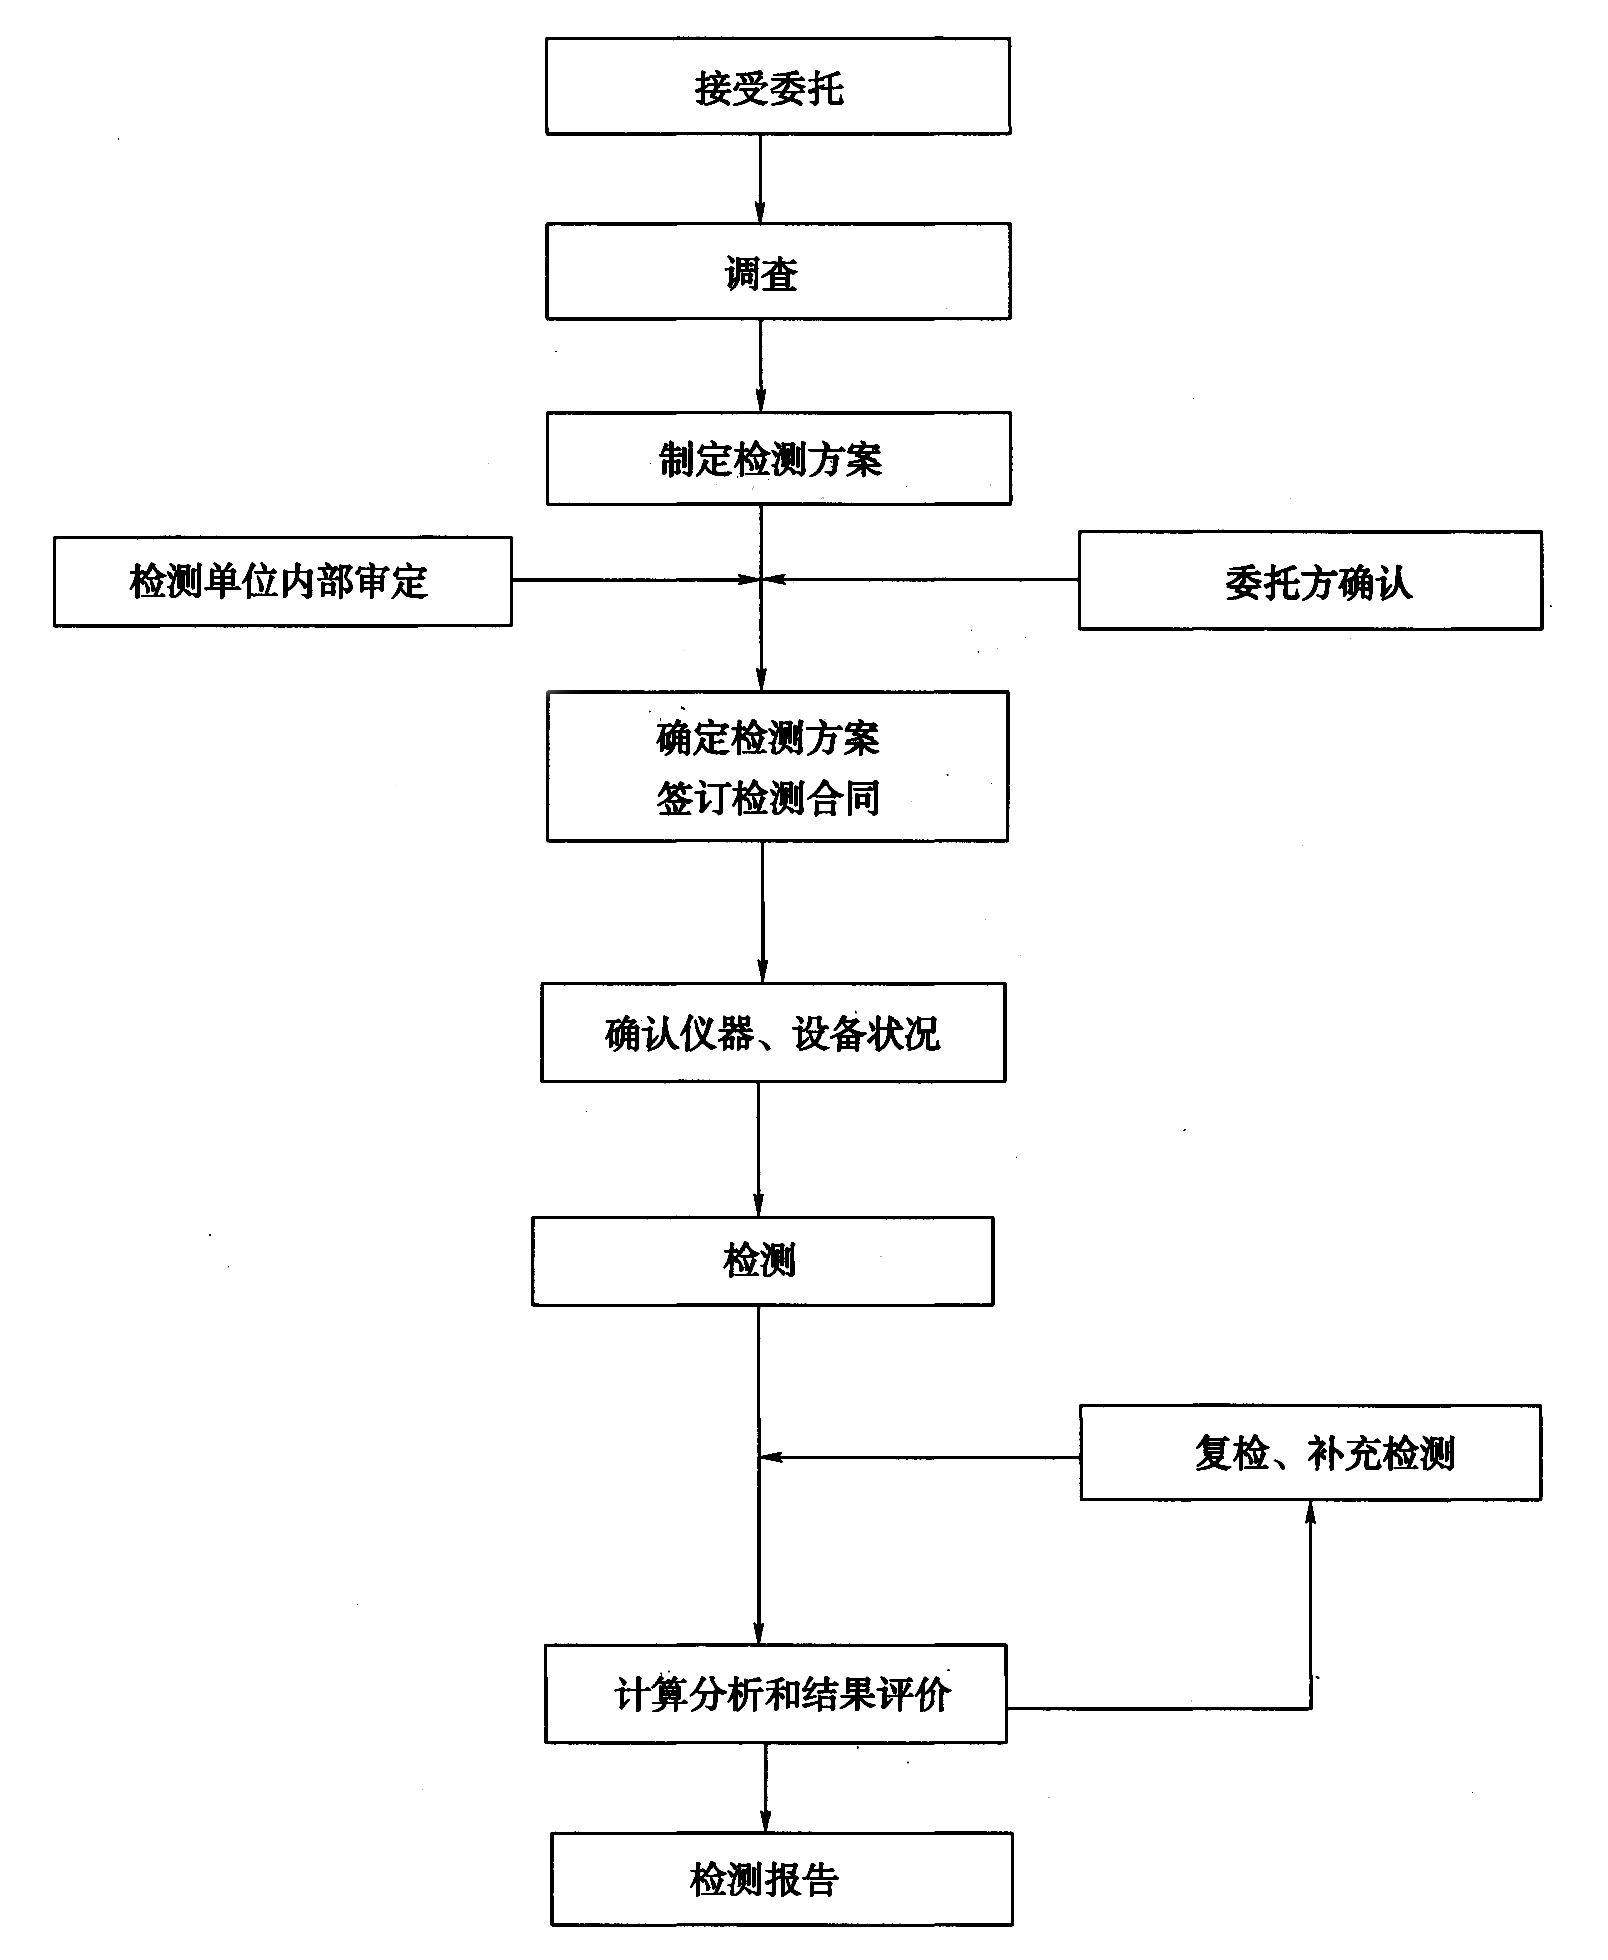 接受委托
调查
制定检测方案
检测单位内部审定
委托方确认
确定检测方案
签订检测合同
确认仪器、设备状况
检测
复检、补充检测
计算分析和结果评价
检测报告